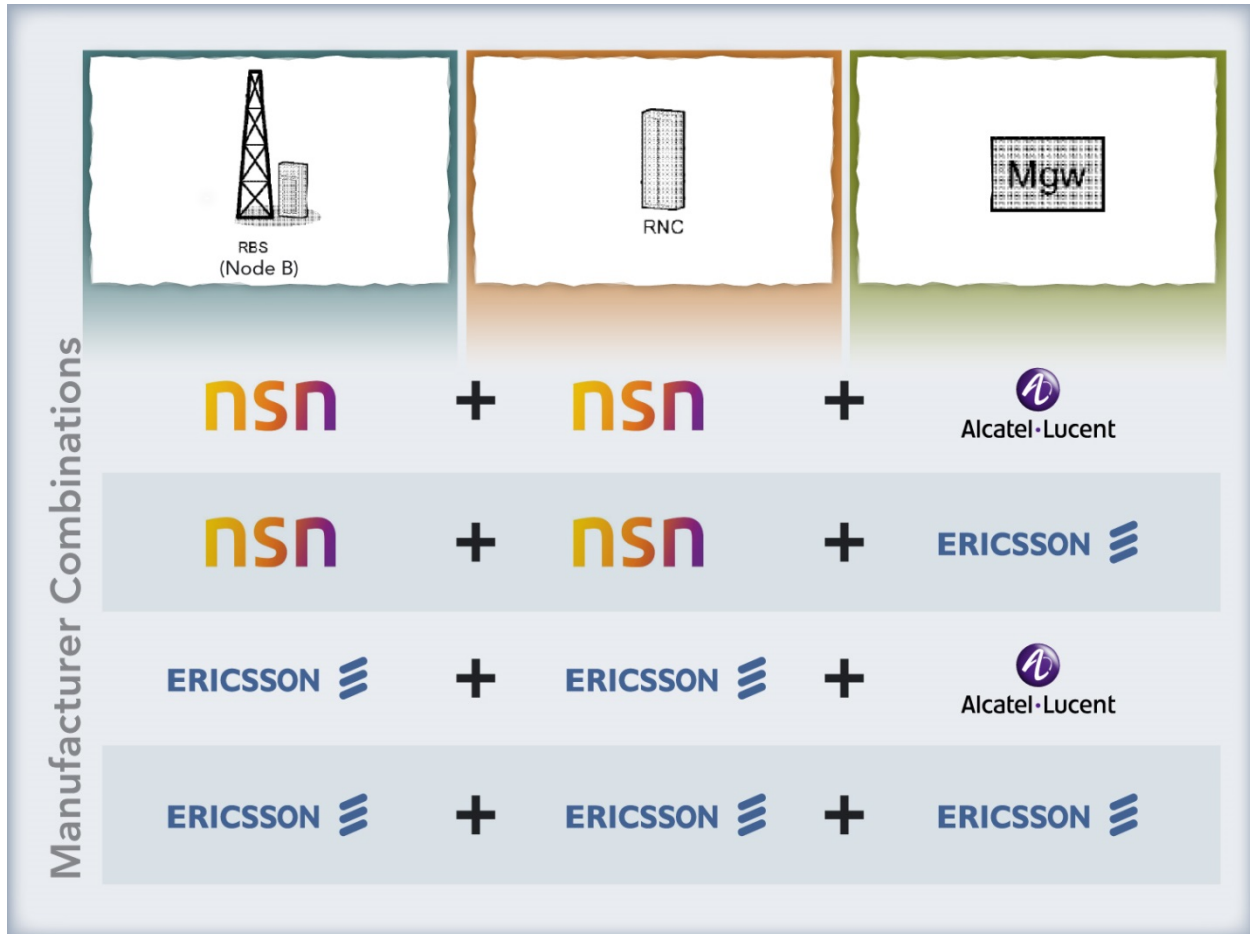 RBS
(Node B)
RNC
Mgw
Manufacturer Combinations
nsn + nsn + Alcatel·Lucent
nsn + nsn + ERICSSON
ERICSSON + ERICSSON + Alcatel·Lucent
ERICSSON + ERICSSON + ERICSSON